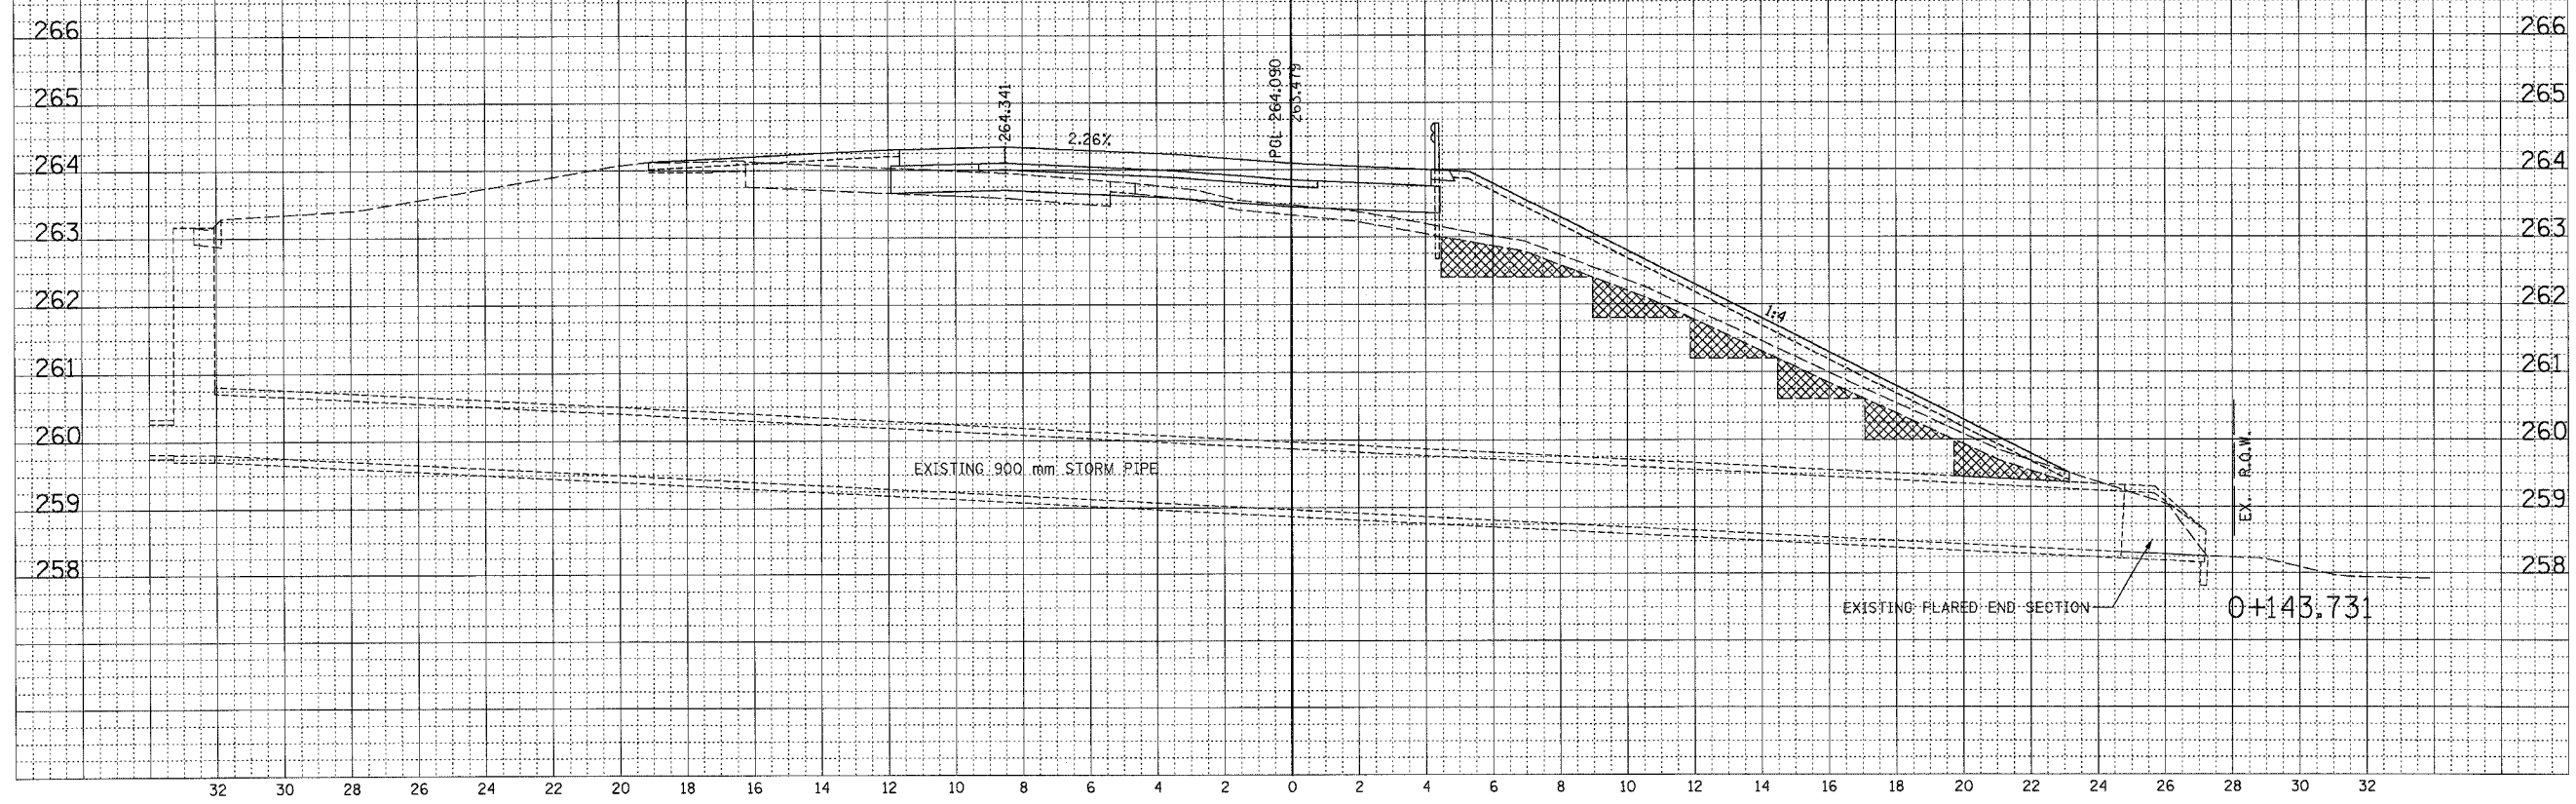 266 266
265 265
264 264
263 263
262 262
261 261
260 260
259 259
258 258
264.341
2.26%
POL 264.090
263.479
1:4
EXISTING 900 mm STORM PIPE
EX. R.O.W.
EXISTING FLARED END SECTION
0+143.731
32 30 28 26 24 22 20 18 16 14 12 10 8 6 4 2 0 2 4 6 8 10 12 14 16 18 20 22 24 26 28 30 32